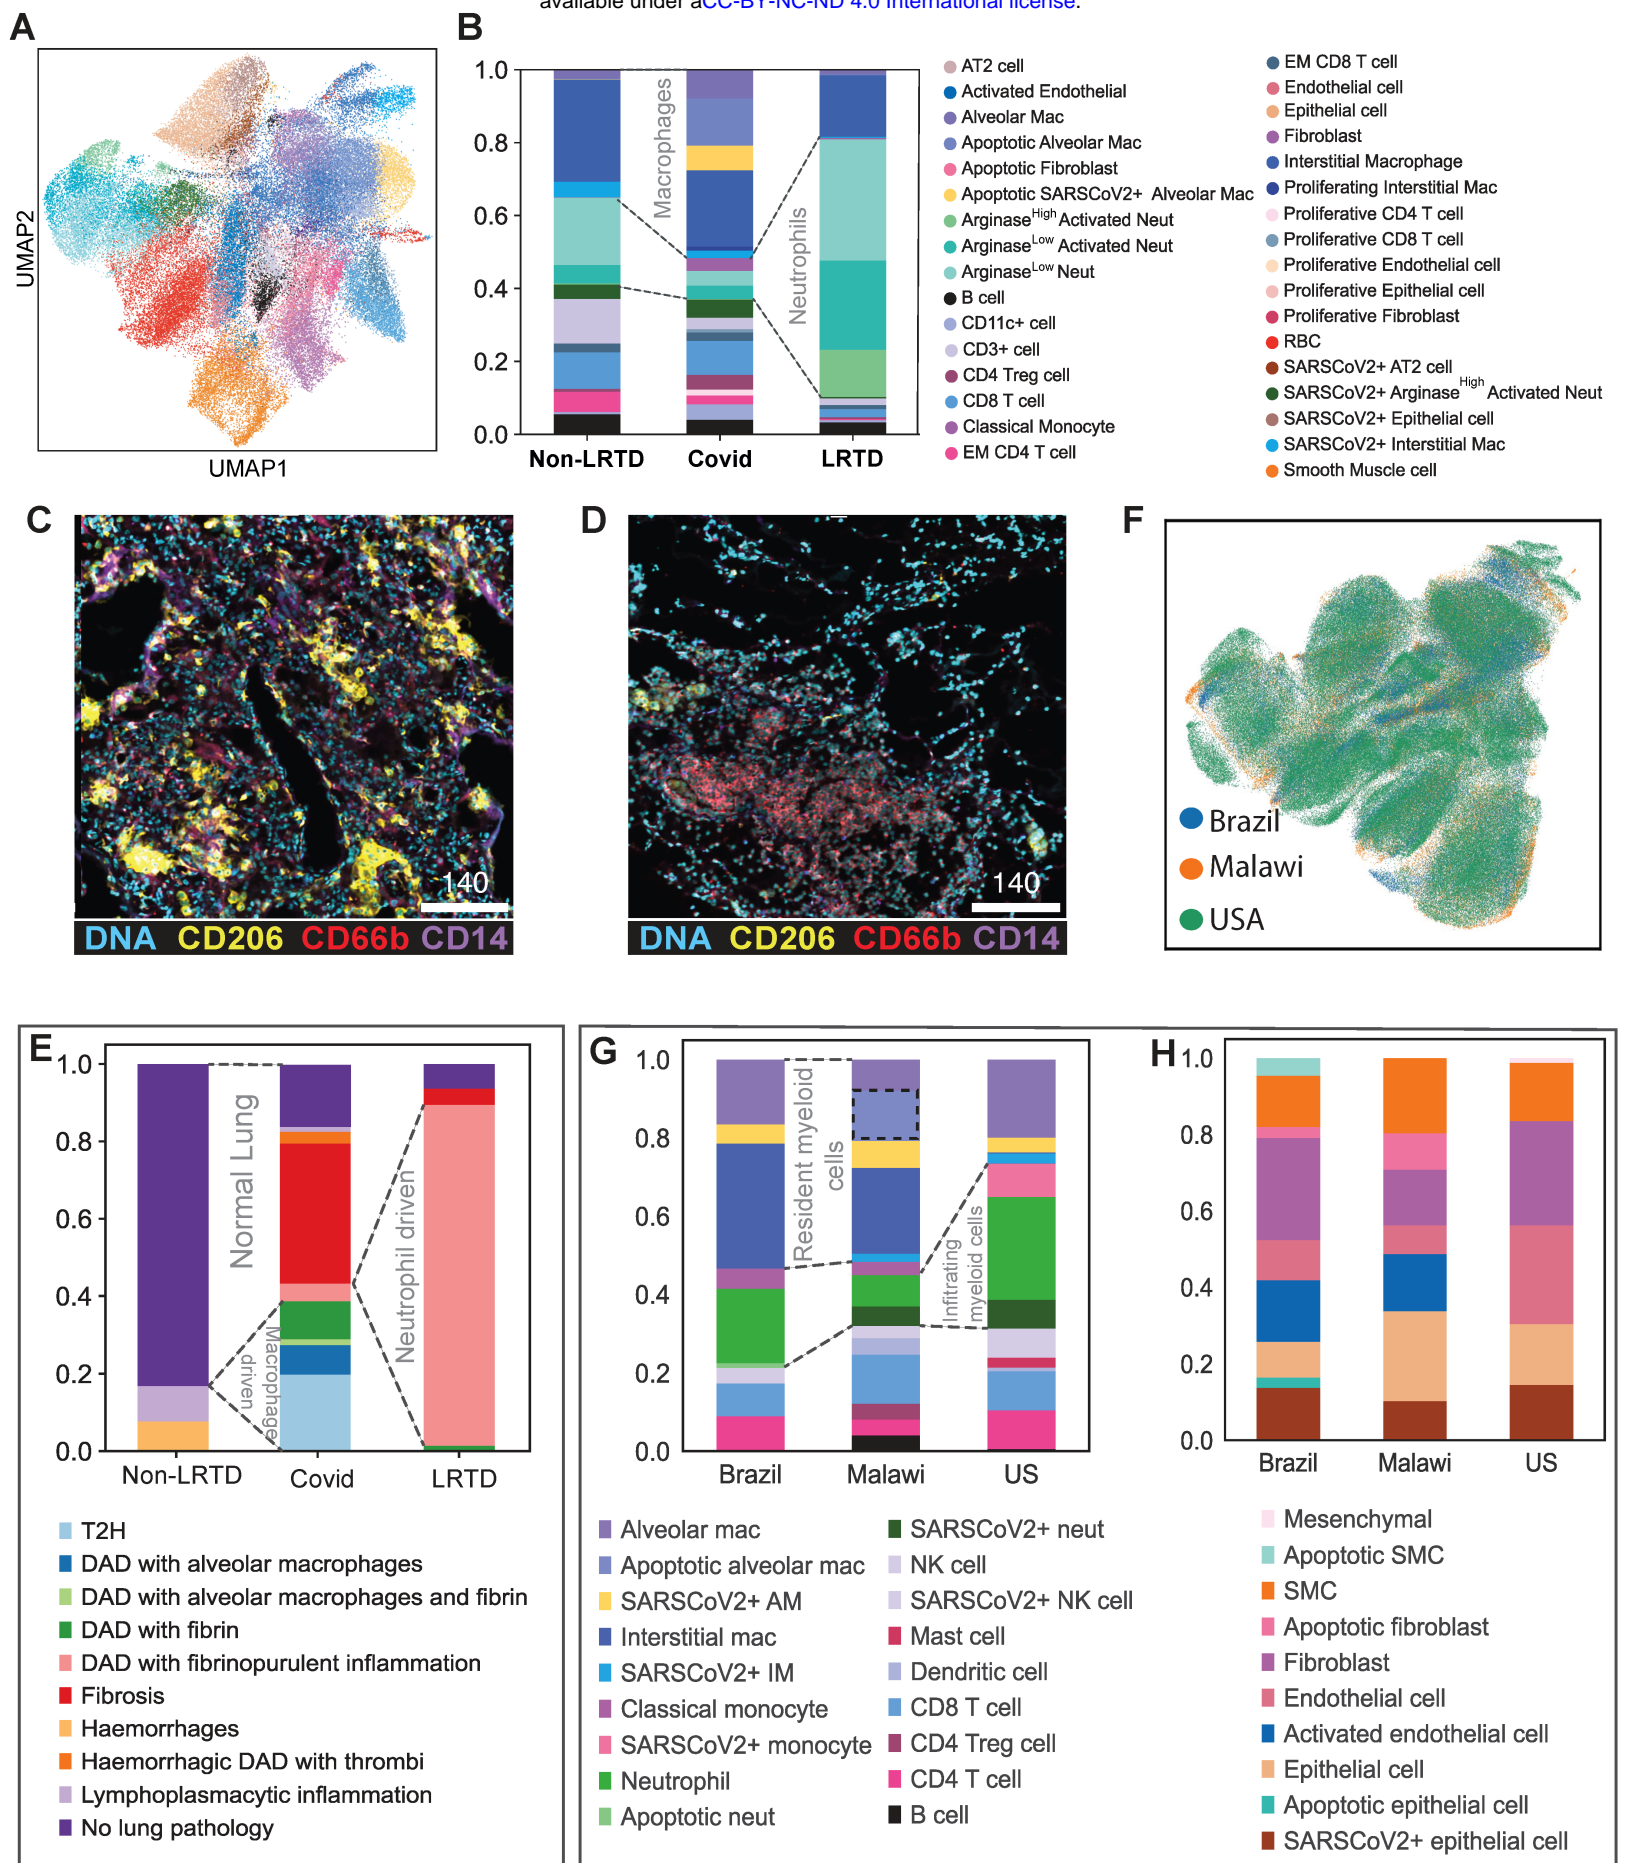 available under aCC-BY-NC-ND 4.0 International license.
A
UMAP2
UMAP1
B
1.0
0.8
0.6
0.4
0.2
0.0
Macrophages
Neutrophils
Non-LRTD
Covid
LRTD
AT2 cell
Activated Endothelial
Alveolar Mac
Apoptotic Alveolar Mac
Apoptotic Fibroblast
Apoptotic SARSCoV2+ Alveolar Mac
ArginaseHigh Activated Neut
ArginaseLow Activated Neut
ArginaseLow Neut
B cell
CD11c+ cell
CD3+ cell
CD4 Treg cell
CD8 T cell
Classical Monocyte
EM CD4 T cell
EM CD8 T cell
Endothelial cell
Epithelial cell
Fibroblast
Interstitial Macrophage
Proliferating Interstitial Mac
Proliferative CD4 T cell
Proliferative CD8 T cell
Proliferative Endothelial cell
Proliferative Epithelial cell
Proliferative Fibroblast
RBC
SARSCoV2+ AT2 cell
SARSCoV2+ ArginaseHigh Activated Neut
SARSCoV2+ Epithelial cell
SARSCoV2+ Interstitial Mac
Smooth Muscle cell
C
140
DNA CD206 CD66b CD14
D
140
DNA CD206 CD66b CD14
F
Brazil
Malawi
USA
E
1.0
0.8
0.6
0.4
0.2
0.0
Normal Lung
Macrophage
driven
Neutrophil driven
Non-LRTD
Covid
LRTD
T2H
DAD with alveolar macrophages
DAD with alveolar macrophages and fibrin
DAD with fibrin
DAD with fibrinopurulent inflammation
Fibrosis
Haemorrhages
Haemorrhagic DAD with thrombi
Lymphoplasmacytic inflammation
No lung pathology
G
1.0
0.8
0.6
0.4
0.2
0.0
Resident myeloid
cells
Infitrating
myeloid cells
Brazil
Malawi
US
Alveolar mac
Apoptotic alveolar mac
SARSCoV2+ AM
Interstitial mac
SARSCoV2+ IM
Classical monocyte
SARSCoV2+ monocyte
Neutrophil
Apoptotic neut
SARSCoV2+ neut
NK cell
SARSCoV2+ NK cell
Mast cell
Dendritic cell
CD8 T cell
CD4 Treg cell
CD4 T cell
B cell
H
1.0
0.8
0.6
0.4
0.2
0.0
Brazil
Malawi
US
Mesenchymal
Apoptotic SMC
SMC
Apoptotic fibroblast
Fibroblast
Endothelial cell
Activated endothelial cell
Epithelial cell
Apoptotic epithelial cell
SARSCoV2+ epithelial cell